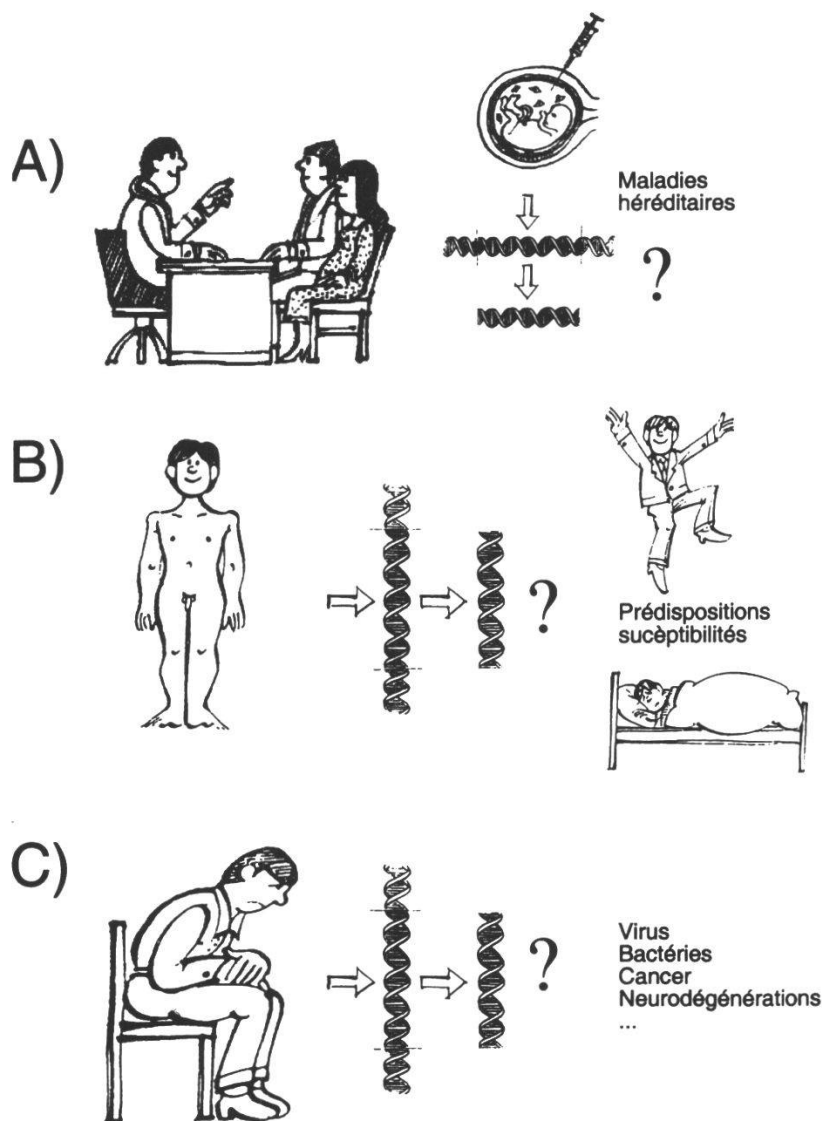 A)
Maladies
héréditaires
?
B)
?
Prédispositions
sucèptibilités
C)
?
Virus
Bactéries
Cancer
Neurodégénérations
...